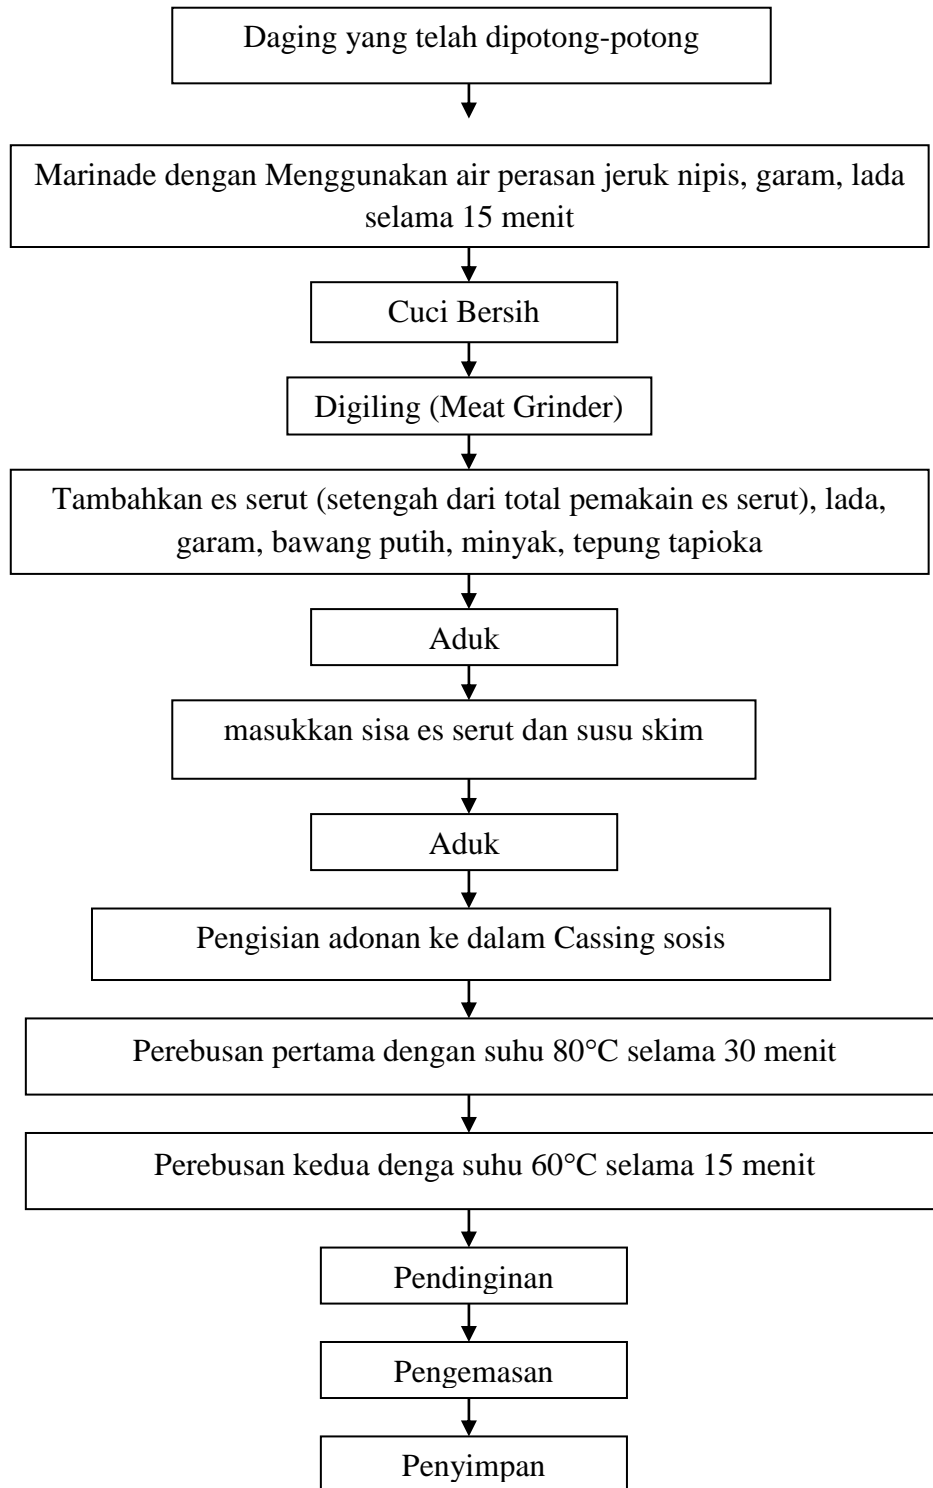 Daging yang telah dipotong-potong
Marinade dengan Menggunakan air perasan jeruk nipis, garam, lada
selama 15 menit
Cuci Bersih
Digiling (Meat Grinder)
Tambahkan es serut (setengah dari total pemakain es serut), lada,
garam, bawang putih, minyak, tepung tapioka
Aduk
masukkan sisa es serut dan susu skim
Aduk
Pengisian adonan ke dalam Cassing sosis
Perebusan pertama dengan suhu 80°C selama 30 menit
Perebusan kedua denga suhu 60°C selama 15 menit
Pendinginan
Pengemasan
Penyimpan